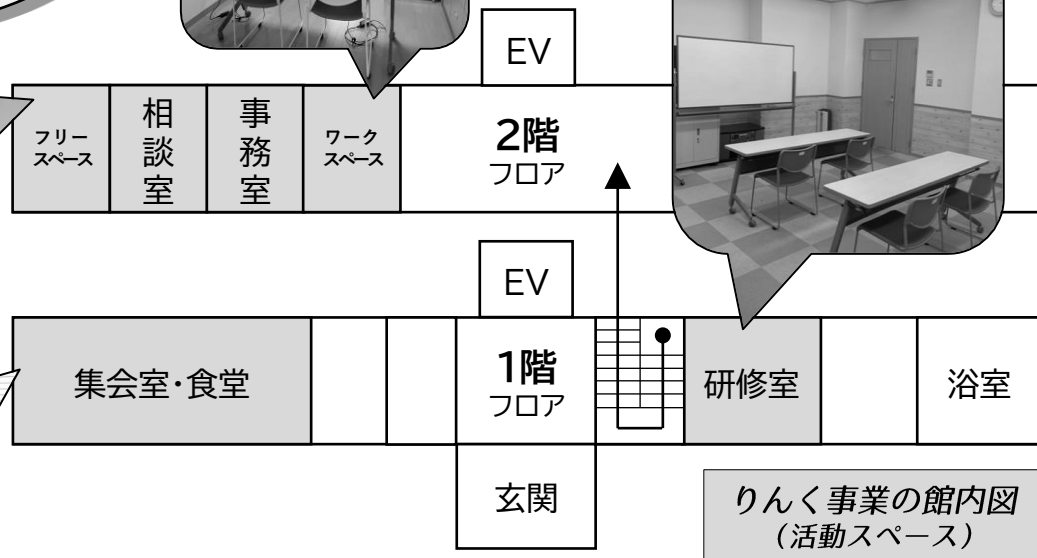 EV
フリー
スペース
相談室
事務室
ワーク
スペース
2階
フロア
EV
集会室・食堂
1階
フロア
研修室
浴室
玄関
りんく事業の館内図
(活動スペース)